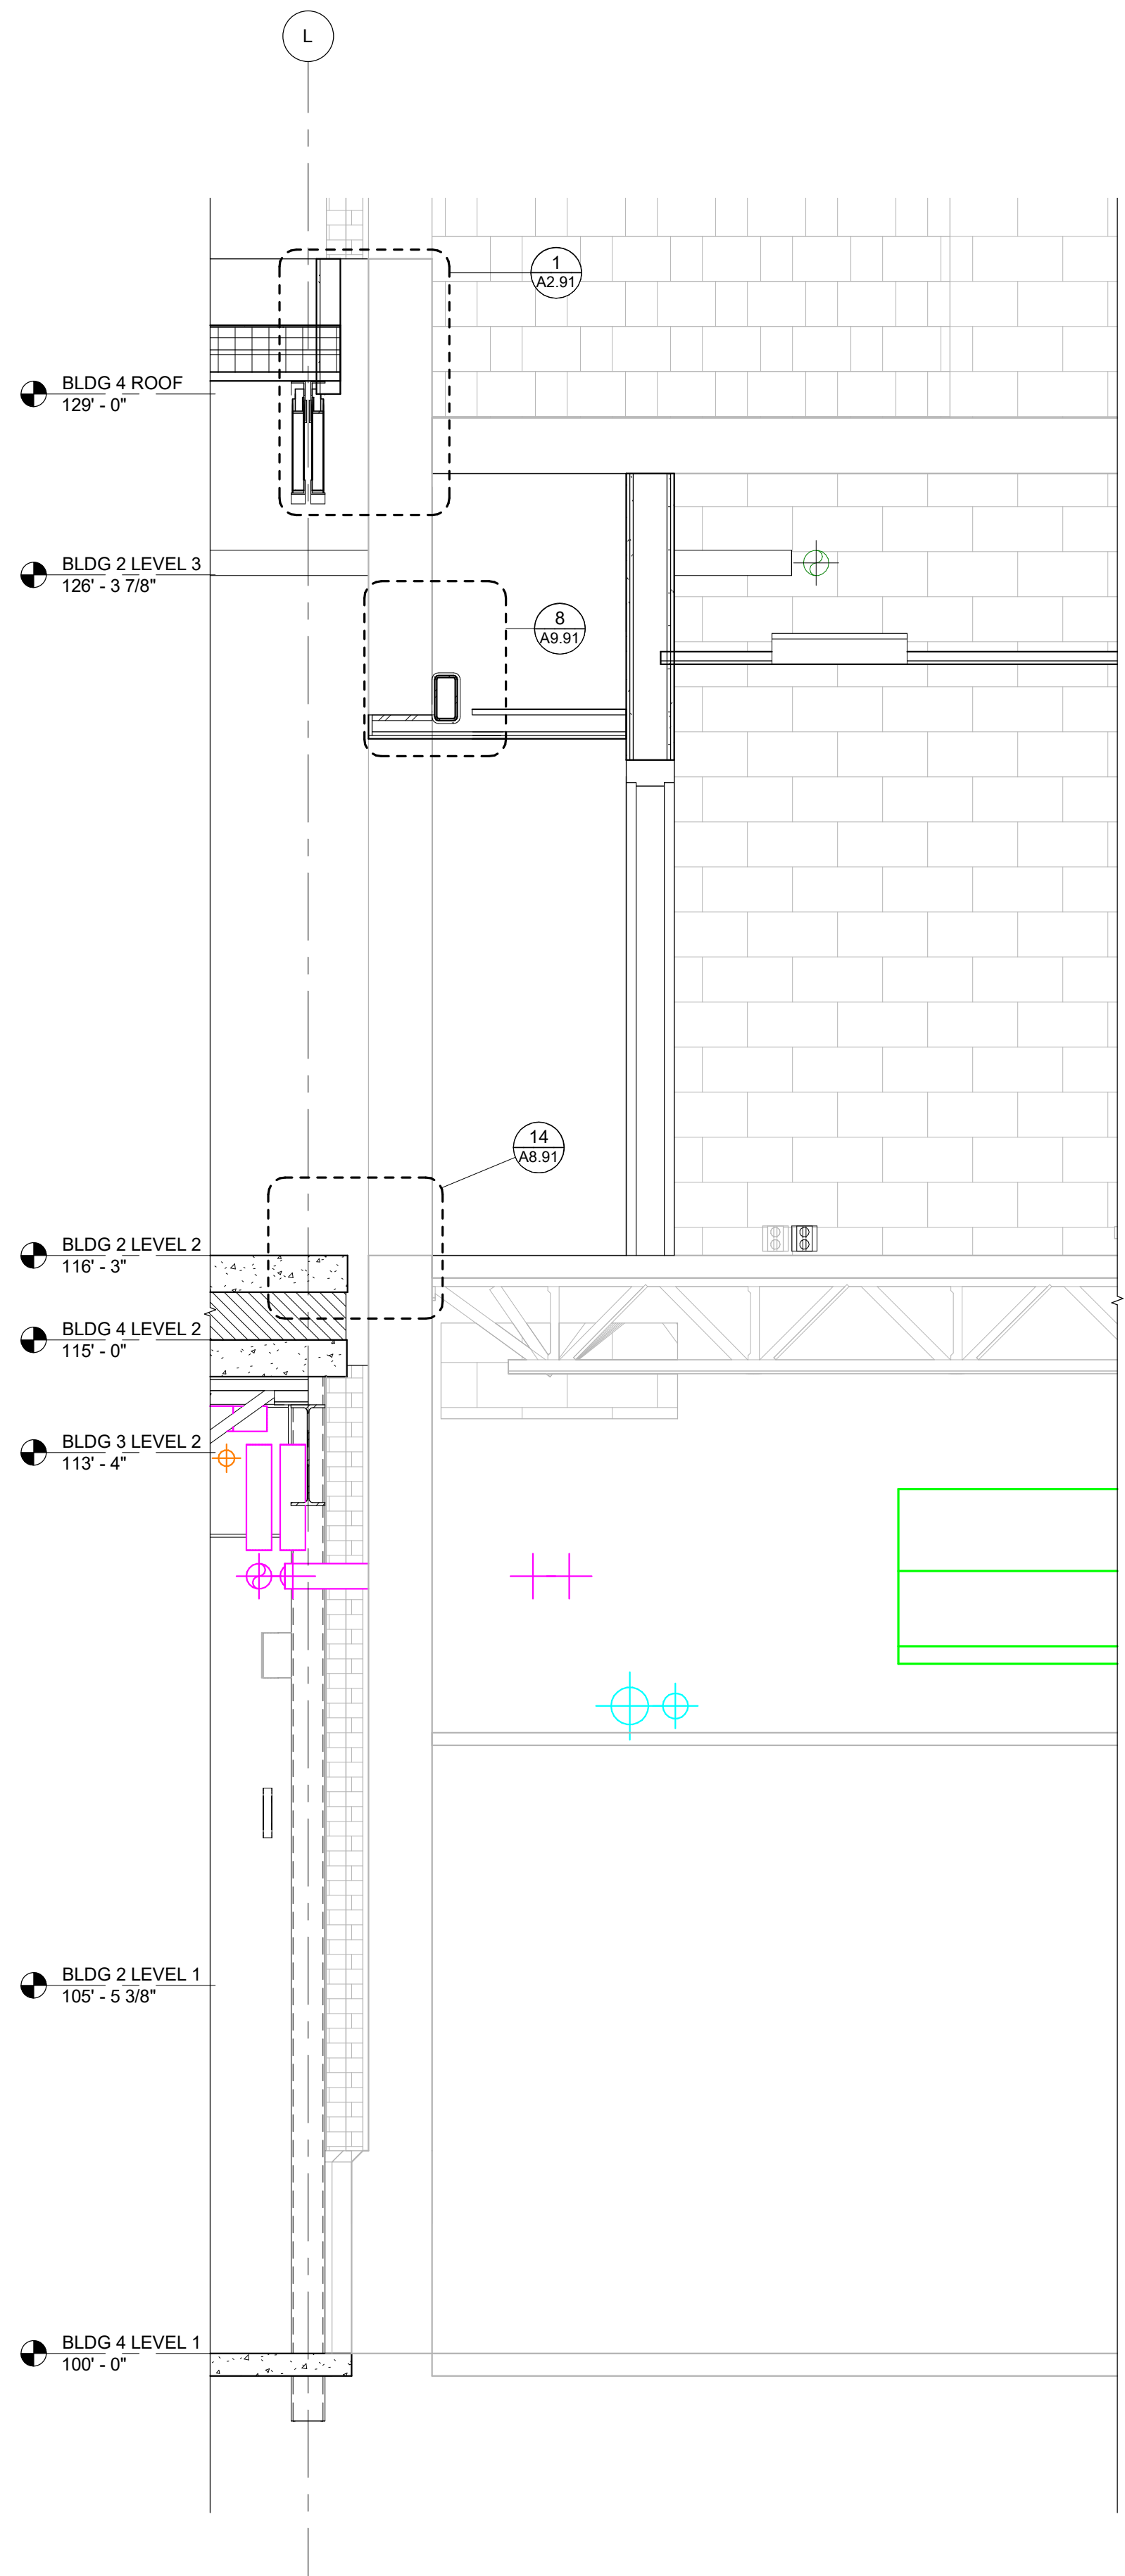 L
1
A2.91
BLDG 4 ROOF
129' - 0"
BLDG 2 LEVEL 3
126' - 3 7/8"
8
A9.91
14
A8.91
BLDG 2 LEVEL 2
116' - 3"
BLDG 4 LEVEL 2
115' - 0"
BLDG 3 LEVEL 2
113' - 4"
BLDG 2 LEVEL 1
105' - 5 3/8"
BLDG 4 LEVEL 1
100' - 0"